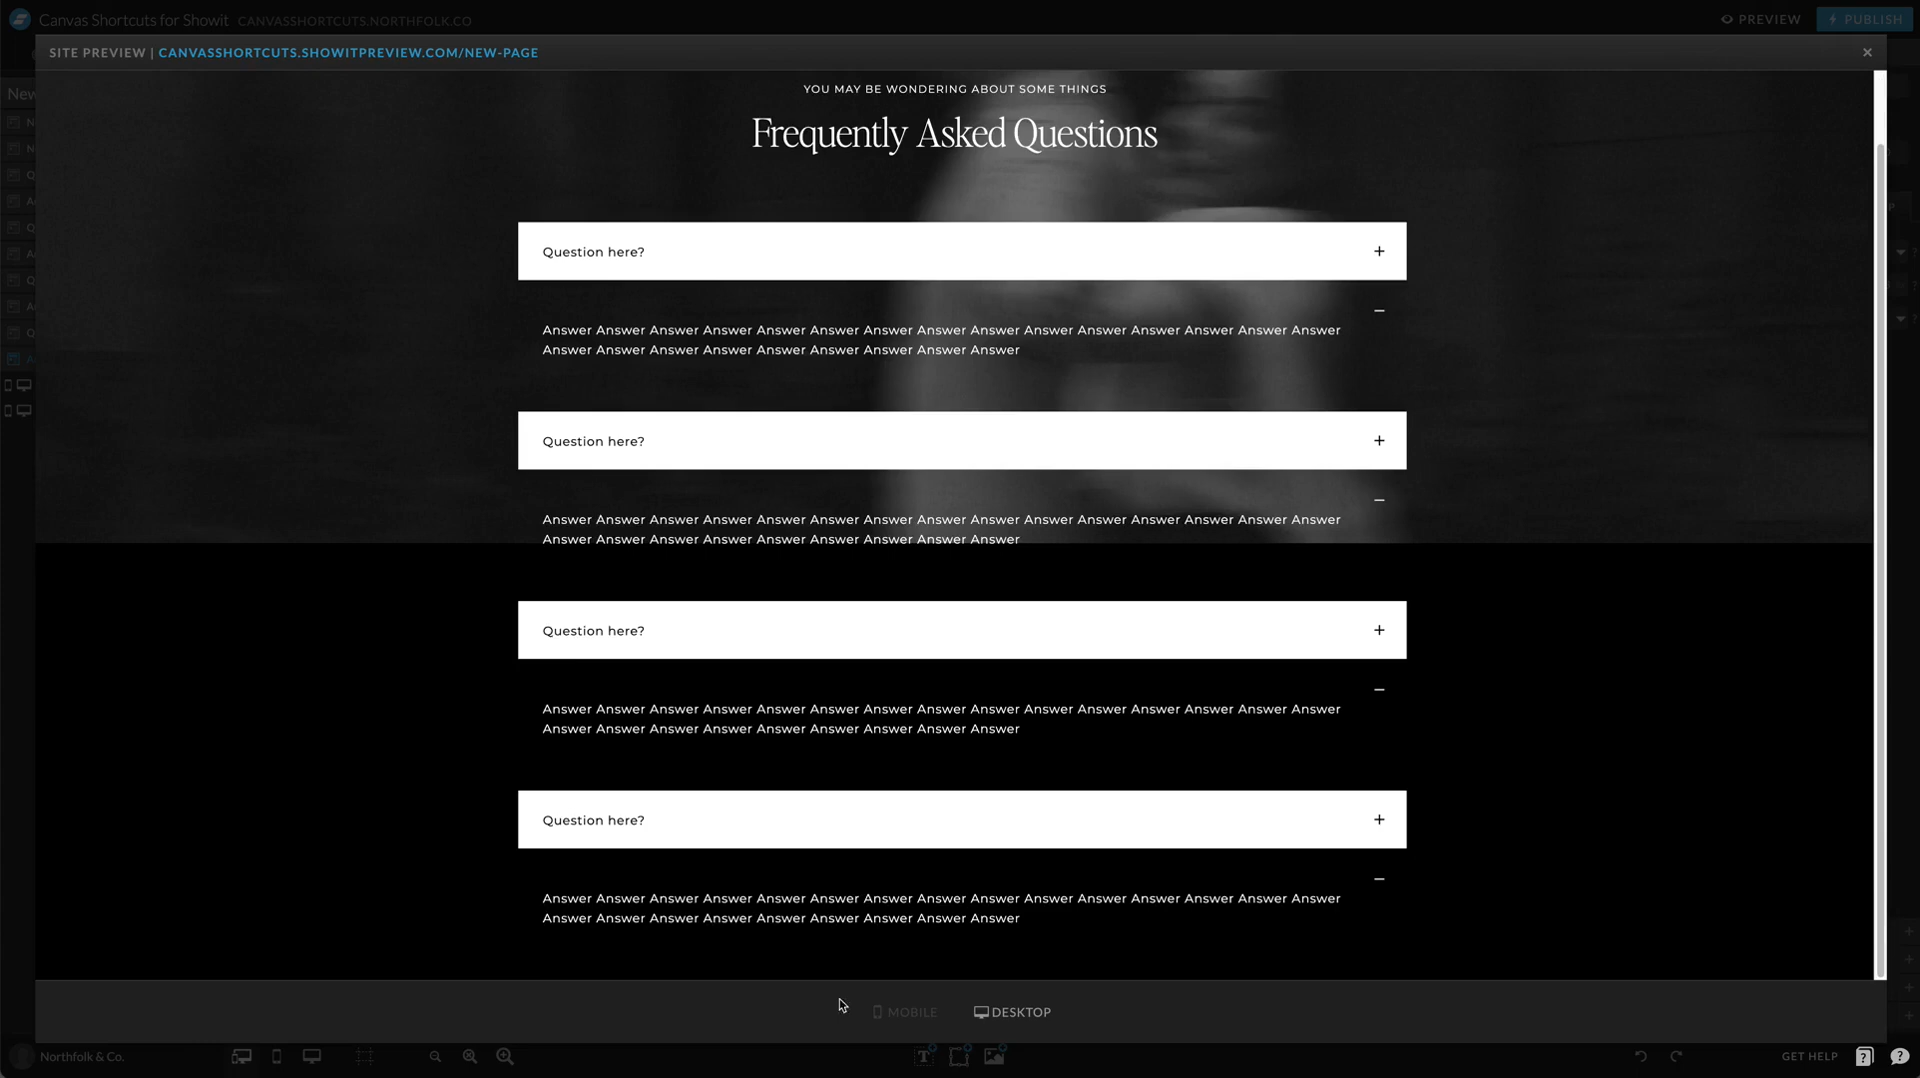 Canvas Shortcuts for Showit CANVASSHORTCUTS.NORTHFOLK.CO
PREVIEW
PUBLISH
SITE PREVIEW | CANVASSHORTCUTS.SHOWITPREVIEW.COM/NEW-PAGE
New
YOU MAY BE WONDERING ABOUT SOME THINGS
Frequently Asked Questions
Question here?
Answer Answer Answer Answer Answer Answer Answer Answer Answer Answer Answer Answer Answer Answer Answer
Answer Answer Answer Answer Answer Answer Answer Answer Answer
Question here?
Answer Answer Answer Answer Answer Answer Answer Answer Answer Answer Answer Answer Answer Answer Answer
Answer Answer Answer Answer Answer Answer Answer Answer Answer
Question here?
Answer Answer Answer Answer Answer Answer Answer Answer Answer Answer Answer Answer Answer Answer Answer
Answer Answer Answer Answer Answer Answer Answer Answer Answer
Question here?
Answer Answer Answer Answer Answer Answer Answer Answer Answer Answer Answer Answer Answer Answer Answer
Answer Answer Answer Answer Answer Answer Answer Answer Answer
MOBILE
DESKTOP
Northfolk & Co.
GET HELP